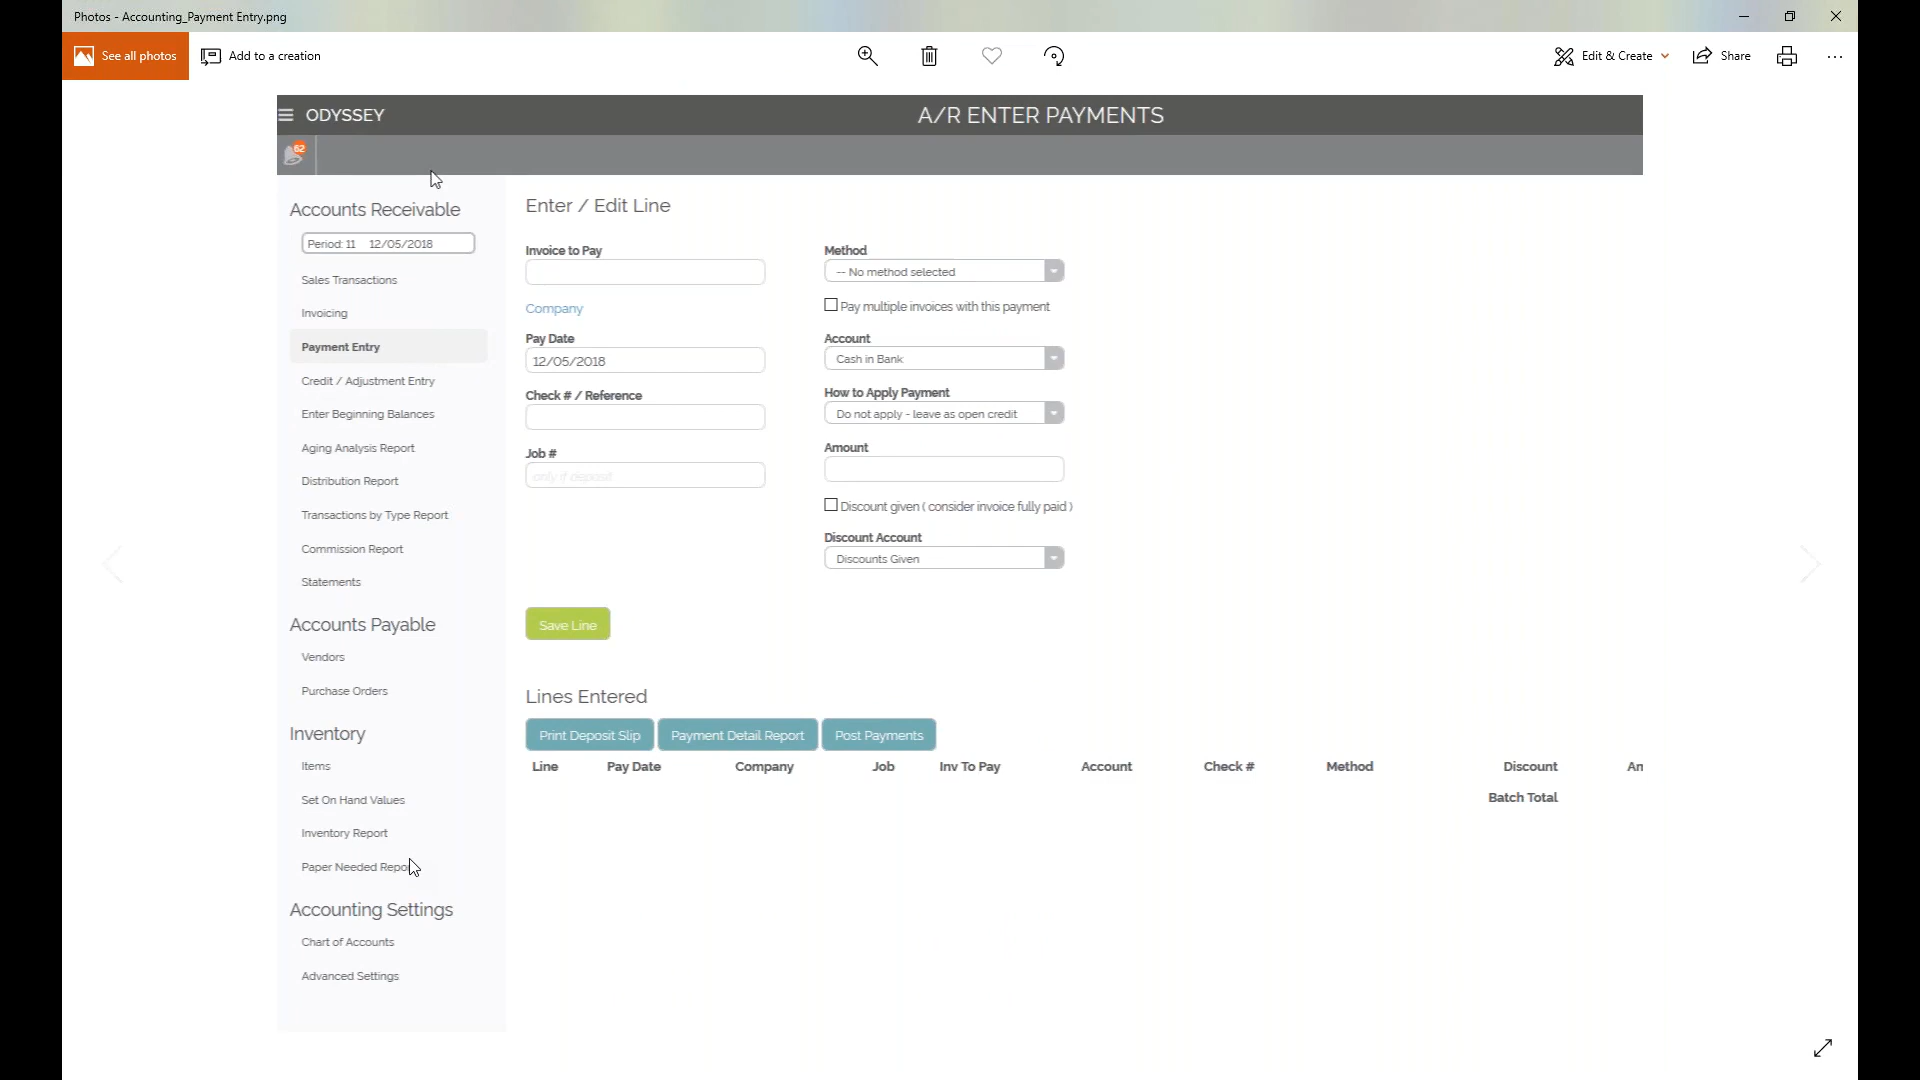 Photos - Accounting_Payment Entry.png
See all photos
Add to a creation
Edit & Create
Share
ODYSSEY
A/R ENTER PAYMENTS
62
Accounts Receivable
Period: 11 12/05/2018
Sales Transactions
Invoicing
Payment Entry
Credit / Adjustment Entry
Enter Beginning Balances
Aging Analysis Report
Distribution Report
Transactions by Type Report
Commission Report
Statements
Accounts Payable
Vendors
Purchase Orders
Inventory
Items
Set On Hand Values
Inventory Report
Paper Needed Repo
Accounting Settings
Chart of Accounts
Advanced Settings
Enter / Edit Line
Invoice to Pay
Company
Pay Date
12/05/2018
Check # / Reference
Job #
only if deposit
Method
-- No method selected
Pay multiple invoices with this payment
Account
Cash in Bank
How to Apply Payment
Do not apply - leave as open credit
Amount
Discount given ( consider invoice fully paid )
Discount Account
Discounts Given
Save Line
Lines Entered
Print Deposit Slip Payment Detail Report Post Payments
Line Pay Date Company Job Inv To Pay Account Check # Method Discount An
Batch Total